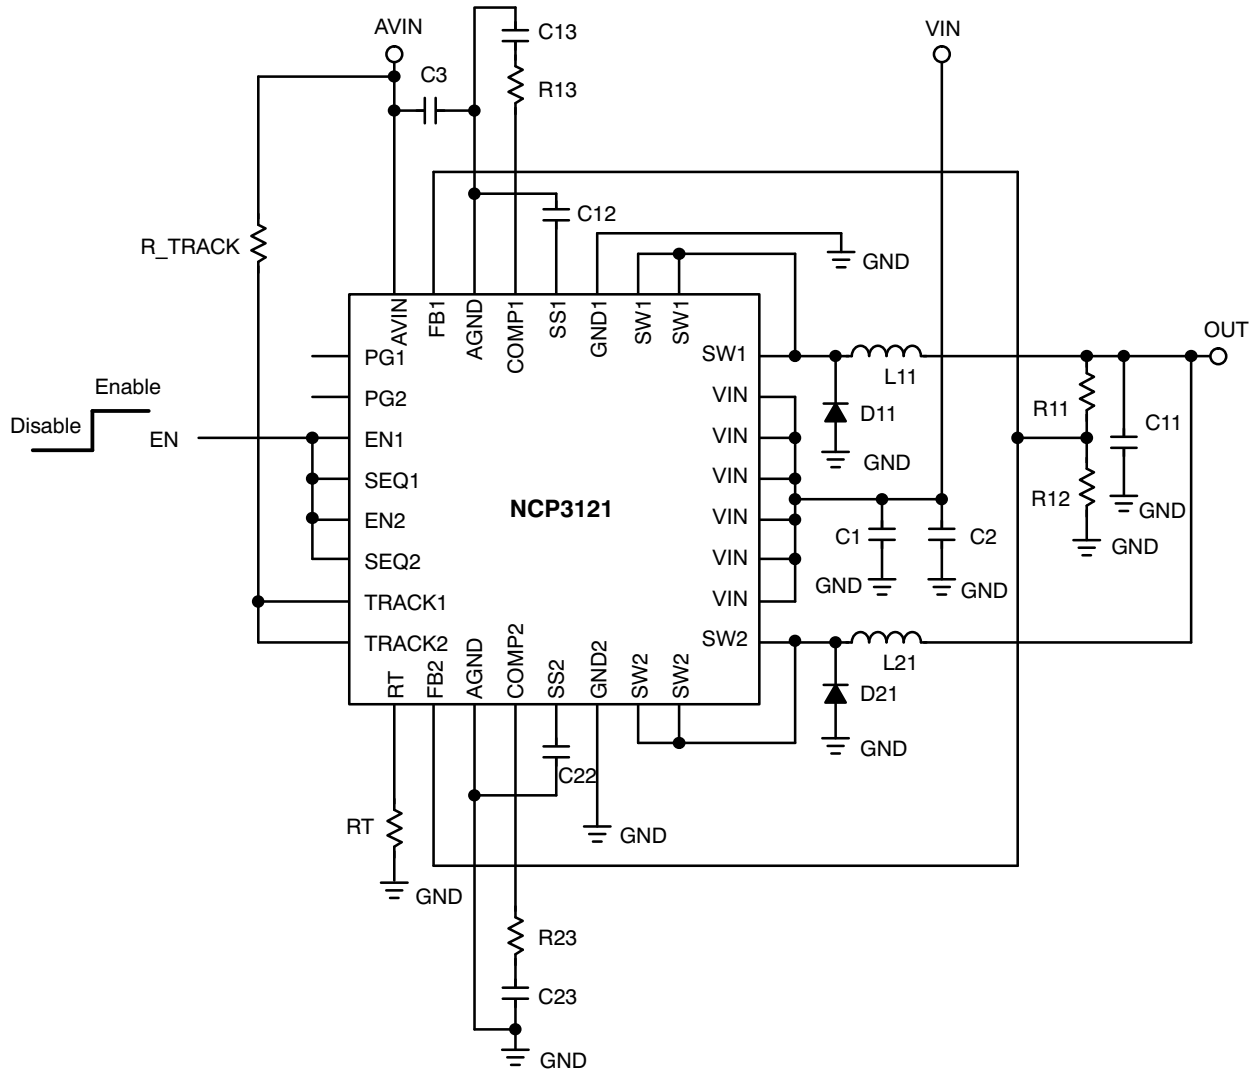 AVIN
C13
VIN
C3
R13
C12
R_TRACK
GND
AVIN
FB1
AGND
COMP1
SS1
GND1
SW1
SW1
OUT
PG1
SW1
L11
Enable
PG2
VIN
R11
Disable
D11
C11
EN
EN1
VIN
GND
SEQ1
VIN
R12
NCP3121
GND
EN2
VIN
C1
C2
GND
SEQ2
VIN
GND
GND
TRACK1
VIN
TRACK2
SW2
L21
RT
FB2
AGND
COMP2
SS2
GND2
SW2
SW2
D21
GND
C22
RT
GND
GND
R23
C23
GND